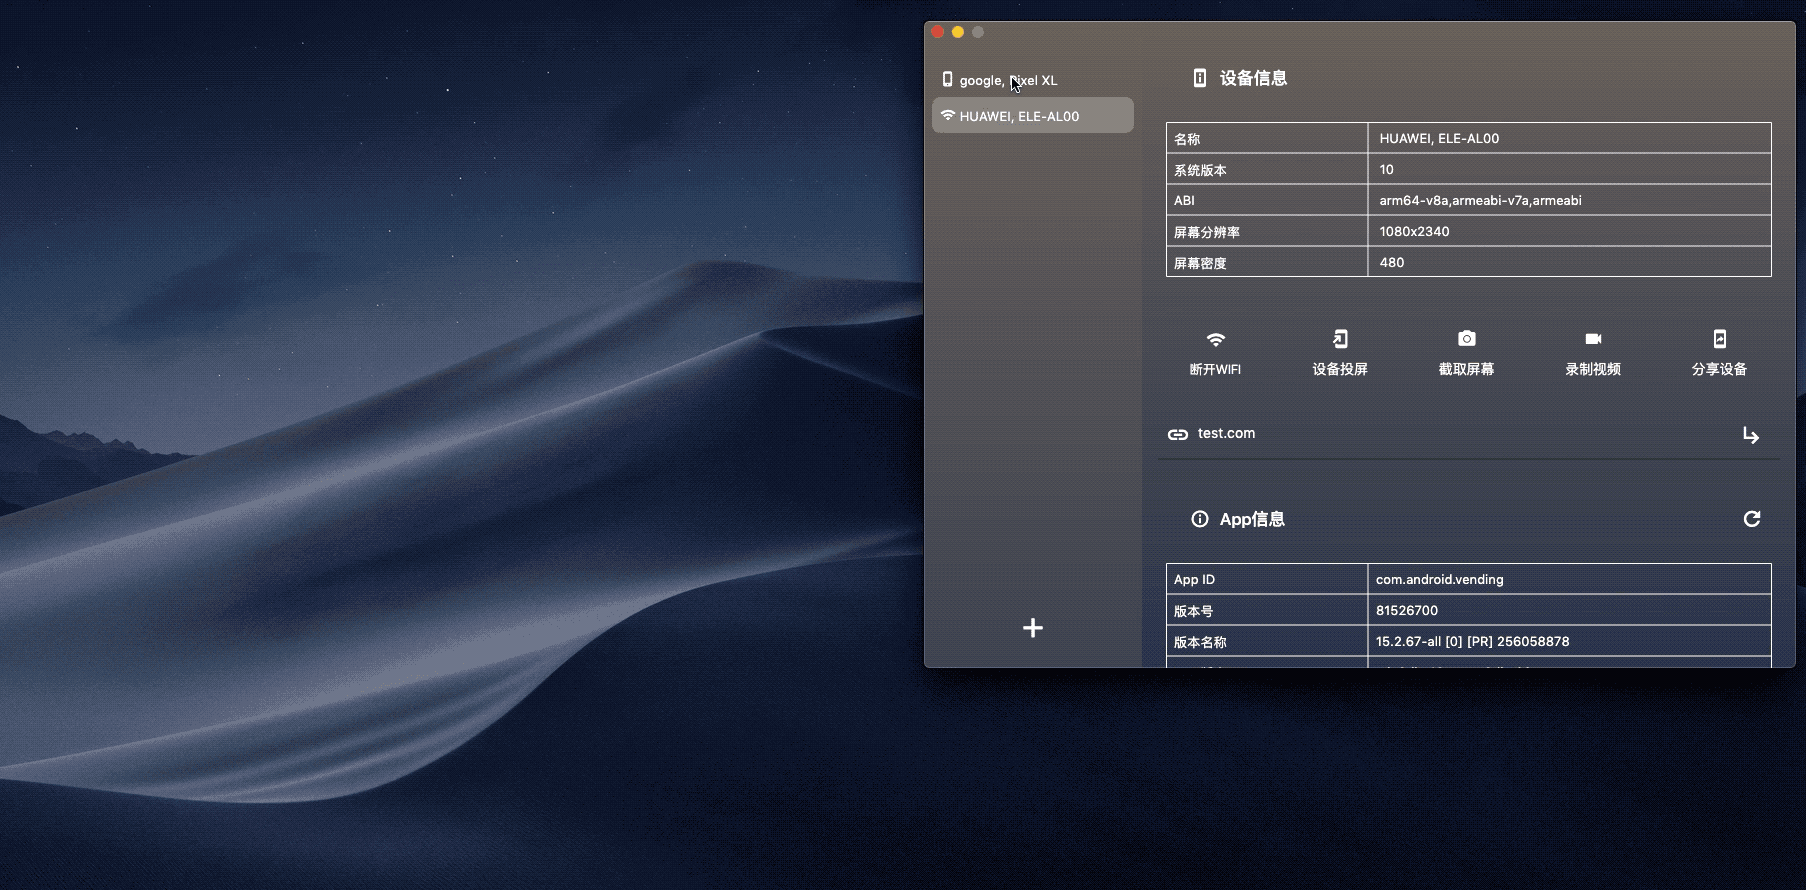 google, Pixel XL
HUAWEI, ELE-AL00
设备信息
名称 HUAWEI, ELE-AL00
系统版本 10
ABI arm64-v8a,armeabi-v7a,armeabi
屏幕分辨率 1080x2340
屏幕密度 480
断开WIFI 设备投屏 截取屏幕 录制视频 分享设备
test.com
App信息
App ID com.android.vending
版本号 81526700
版本名称 15.2.67-all [0] [PR] 256058878